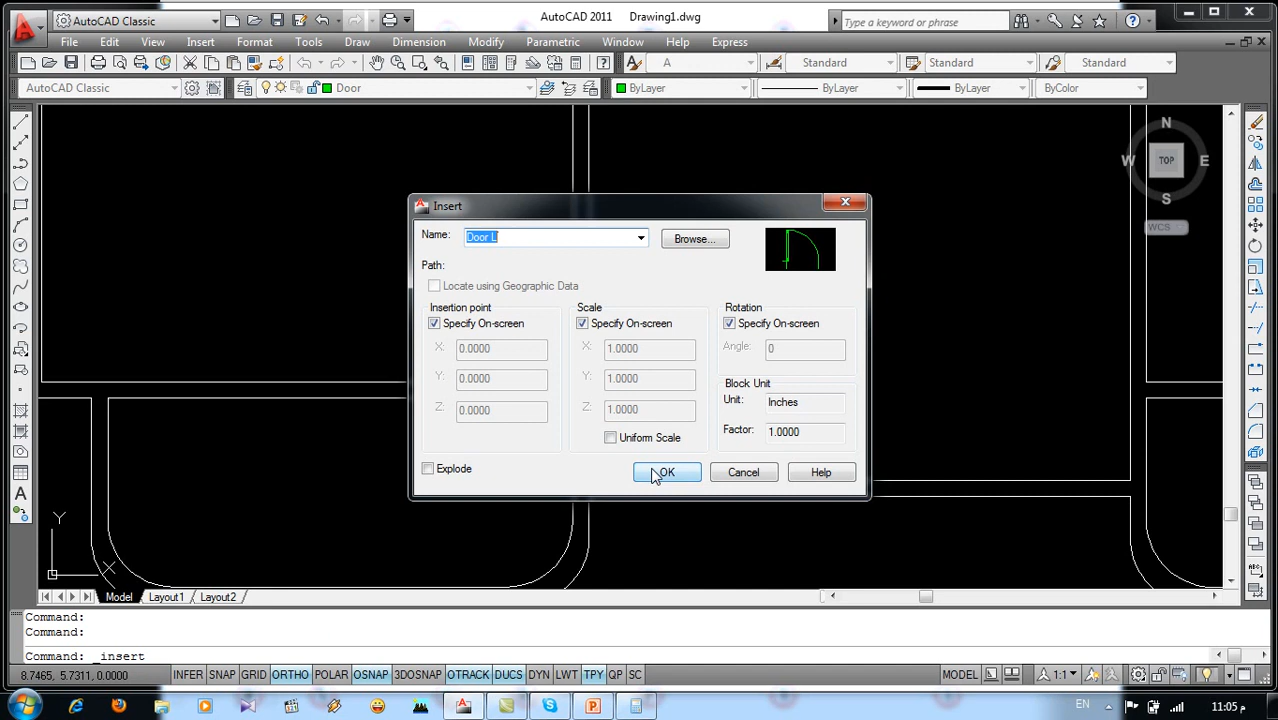 AutoCAD Classic
AutoCAD 2011 Drawing1.dwg
Type a keyword or phrase
File Edit View Insert Format Tools Draw Dimension Modify Parametric Window Help Express
A Standard Standard Standard
AutoCAD Classic Door ByLayer ByLayer ByLayer ByColor
N
W TOP E
S
WCS
Insert
Name: Door L Browse...
Path:
Locate using Geographic Data
Insertion point Scale Rotation
Specify On-screen Specify On-screen Specify On-screen
X: 0.0000 X: 1.0000 Angle: 0
Y: 0.0000 Y: 1.0000
Z: 0.0000 Z: 1.0000
Block Unit
Unit: Inches
Factor: 1.0000
Uniform Scale
Explode OK Cancel Help
Y
X
Model Layout1 Layout2
Command:
Command:
Command: _insert
8.7465, 5.7311, 0.0000 INFER SNAP GRID ORTHO POLAR OSNAP 3DOSNAP OTRACK DUCS DYN LWT TPY QP SC MODEL 1:1
EN 11:05 م